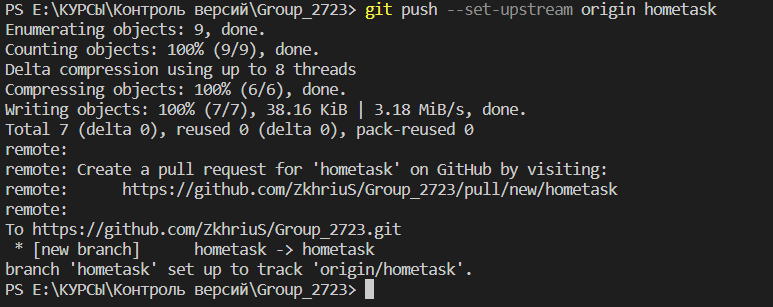 PS E:\КУРСЫ\Контроль версий\Group_2723> git push --set-upstream origin hometask
Enumerating objects: 9, done.
Counting objects: 100% (9/9), done.
Delta compression using up to 8 threads
Compressing objects: 100% (6/6), done.
Writing objects: 100% (7/7), 38.16 KiB | 3.18 MiB/s, done.
Total 7 (delta 0), reused 0 (delta 0), pack-reused 0
remote:
remote: Create a pull request for 'hometask' on GitHub by visiting:
remote:      https://github.com/ZkhriuS/Group_2723/pull/new/hometask
remote:
To https://github.com/ZkhriuS/Group_2723.git
 * [new branch]      hometask -> hometask
branch 'hometask' set up to track 'origin/hometask'.
PS E:\КУРСЫ\Контроль версий\Group_2723>